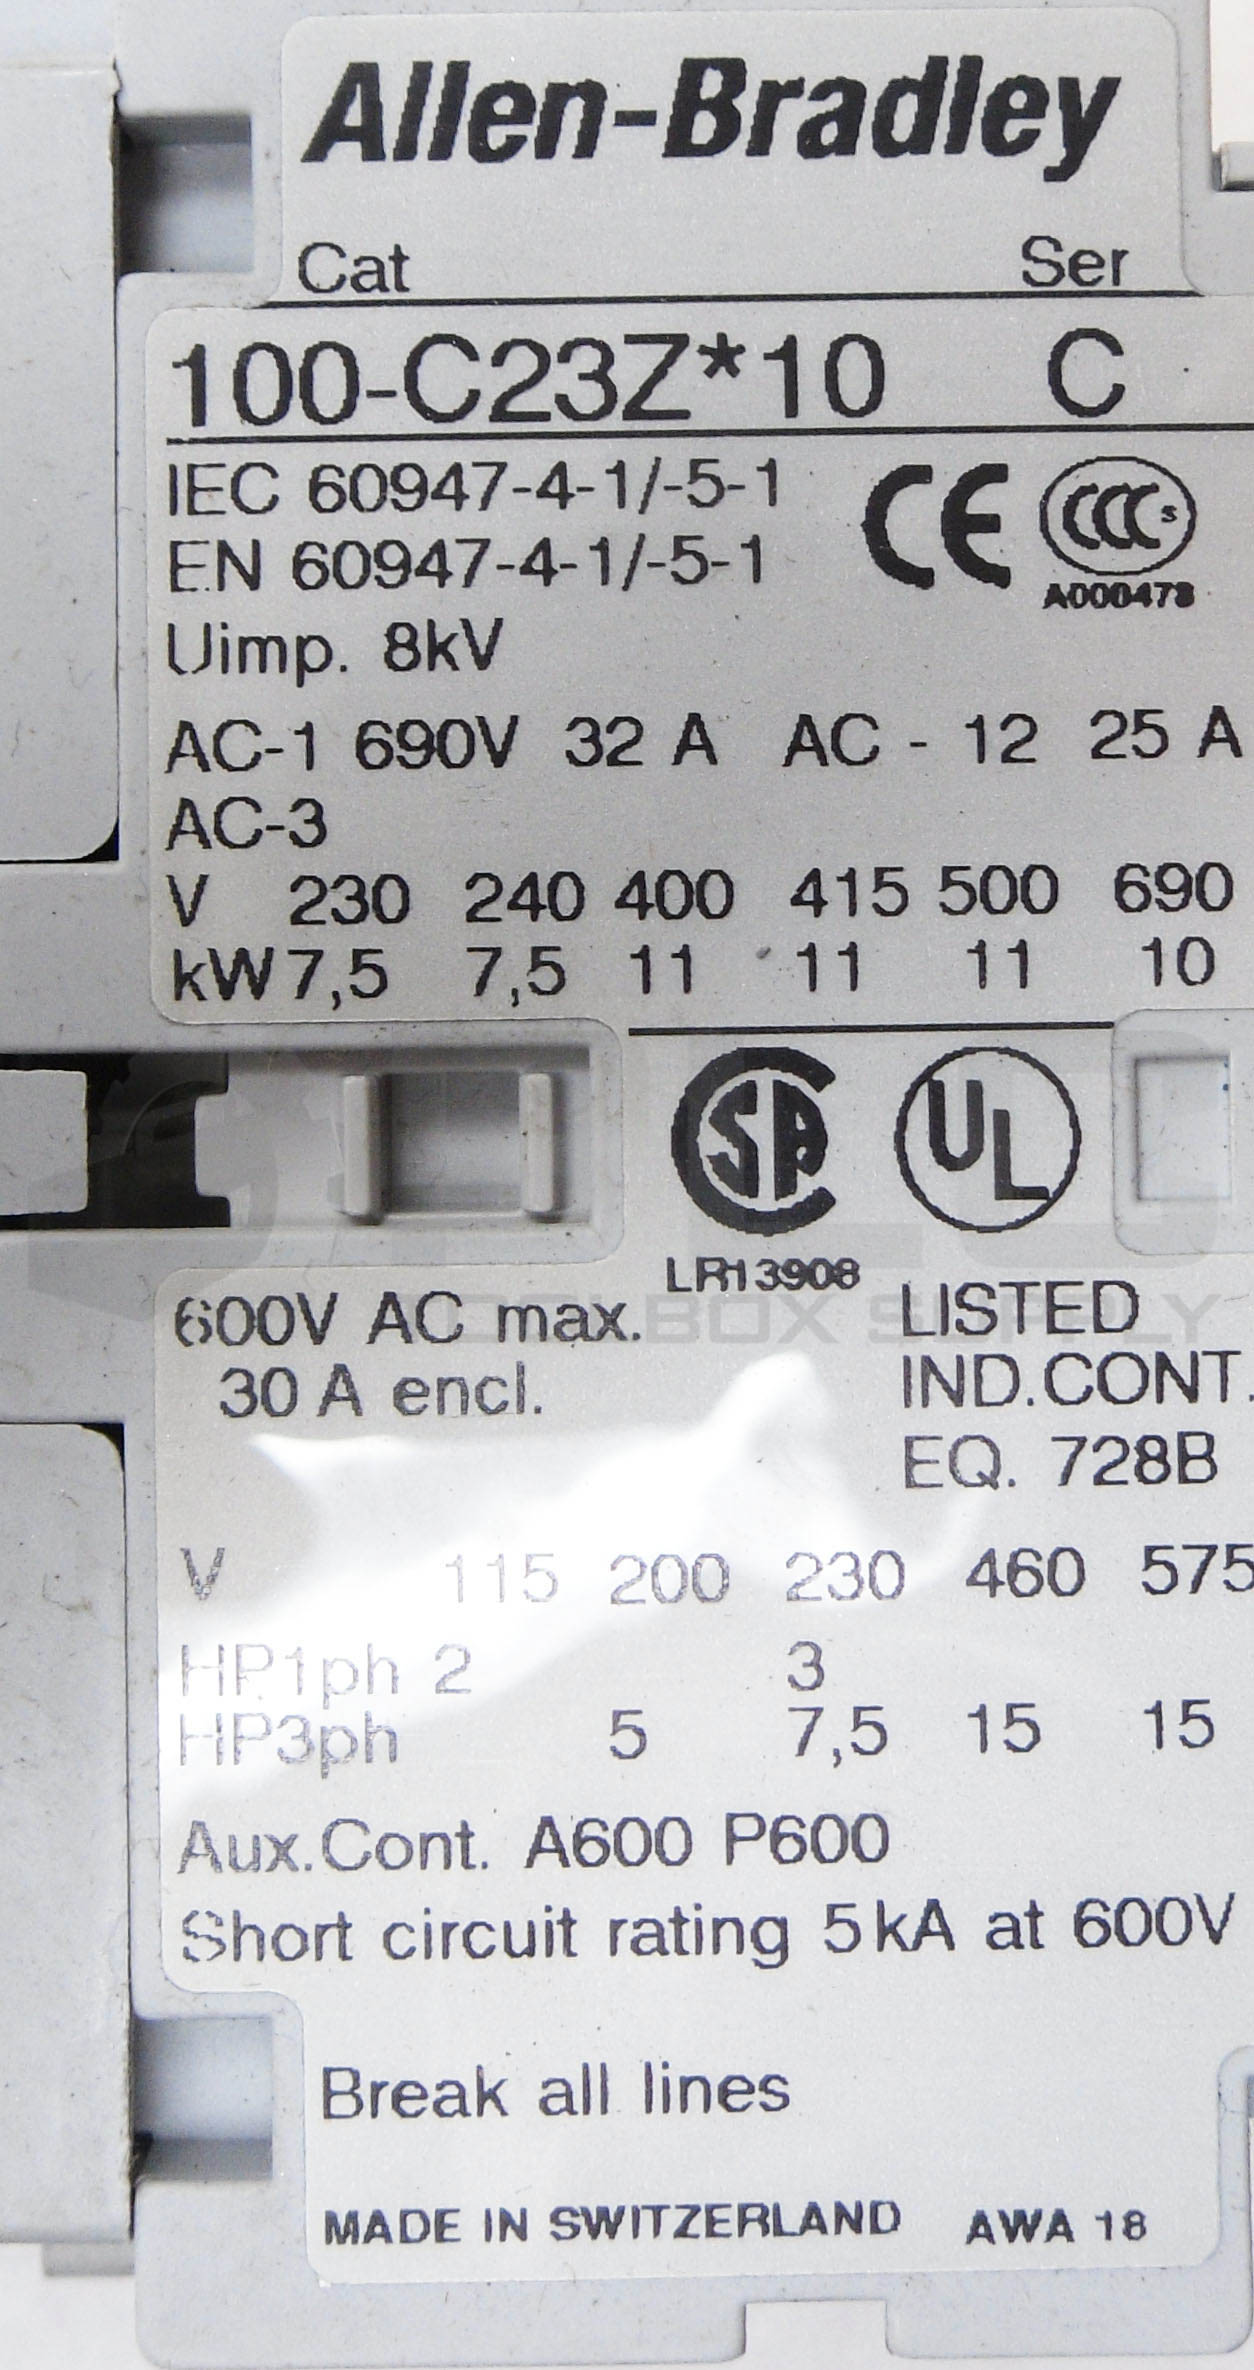 Allen-Bradley
Cat Ser
100-C23Z*10 C
IEC 60947-4-1/-5-1
EN 60947-4-1/-5-1
CE CCC S
A000478
Uimp. 8kV
AC-1 690V 32 A AC - 12 25 A
AC-3
V 230 240 400 415 500 690
kW 7,5 7,5 11 11 11 10
SA UL
LR13908
600V AC max.
30 A encl.
LISTED
IND.CONT.
EQ. 728B
V 115 200 230 460 575
HP1ph 2 3
HP3ph 5 7,5 15 15
Aux.Cont. A600 P600
Short circuit rating 5kA at 600V
Break all lines
MADE IN SWITZERLAND AWA 18